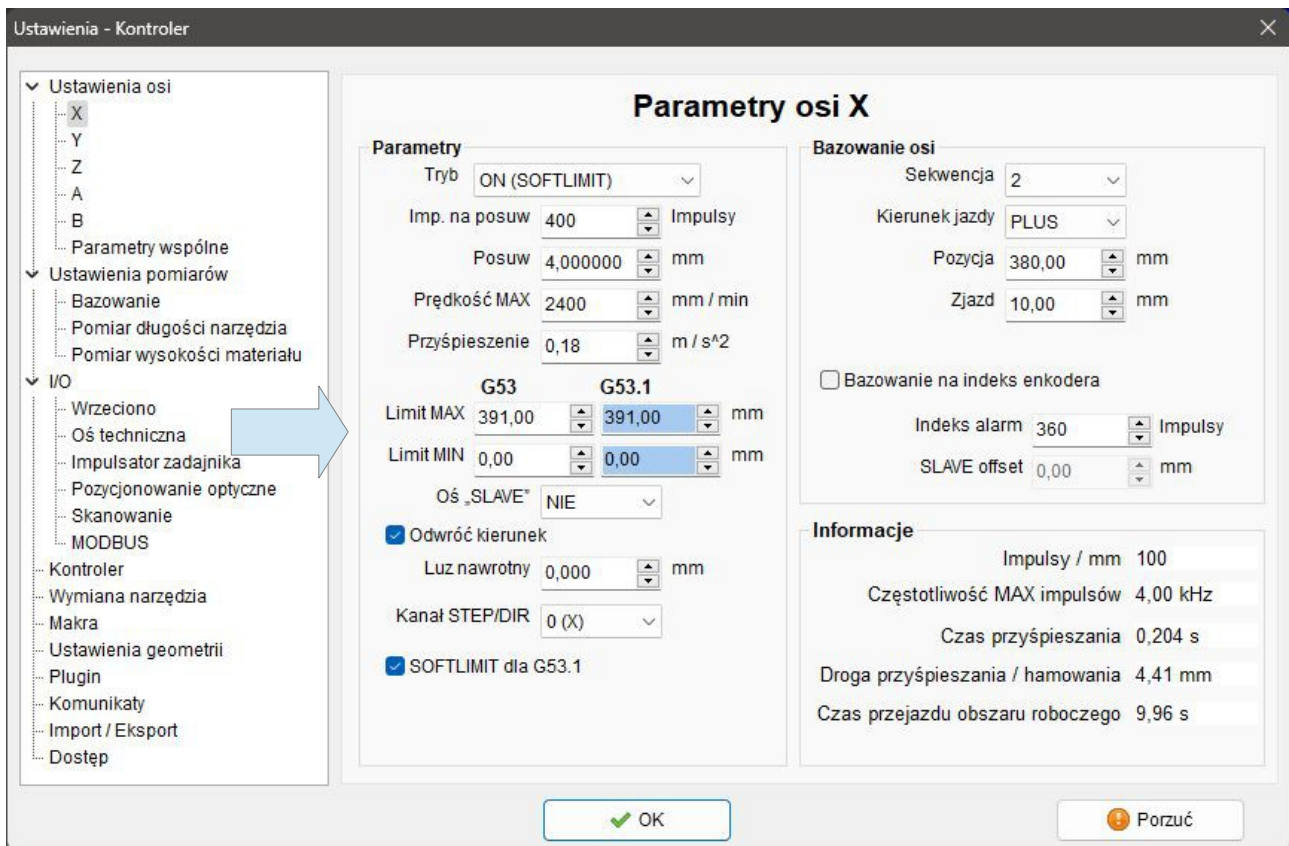 Ustawienia - Kontroler
Ustawienia osi
X
Y
Z
A
B
Parametry wspólne
Ustawienia pomiarów
Bazowanie
Pomiar długości narzędzia
Pomiar wysokości materiału
I/O
Wrzeciono
Oś techniczna
Impulsator zadajnika
Pozycjonowanie optyczne
Skanowanie
MODBUS
Kontroler
Wymiana narzędzia
Makra
Ustawienia geometrii
Plugin
Komunikaty
Import / Eksport
Dostęp
Parametry osi X
Parametry
Tryb ON (SOFTLIMIT)
Imp. na posuw 400 Impulsy
Posuw 4,000000 mm
Prędkość MAX 2400 mm / min
Przyśpieszenie 0,18 m / s^2
G53 G53.1
Limit MAX 391,00 391,00 mm
Limit MIN 0,00 0,00 mm
Oś „SLAVE” NIE
Odwróć kierunek
Luz nawrotny 0,000 mm
Kanał STEP/DIR 0 (X)
SOFTLIMIT dla G53.1
Bazowanie osi
Sekwencja 2
Kierunek jazdy PLUS
Pozycja 380,00 mm
Zjazd 10,00 mm
Bazowanie na indeks enkodera
Indeks alarm 360 Impulsy
SLAVE offset 0,00 mm
Informacje
Impulsy / mm 100
Częstotliwość MAX impulsów 4,00 kHz
Czas przyśpieszania 0,204 s
Droga przyśpieszania / hamowania 4,41 mm
Czas przejazdu obszaru roboczego 9,96 s
OK
Porzuć